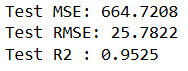 Test MSE: 664.7208
Test RMSE: 25.7822
Test R2 : 0.9525